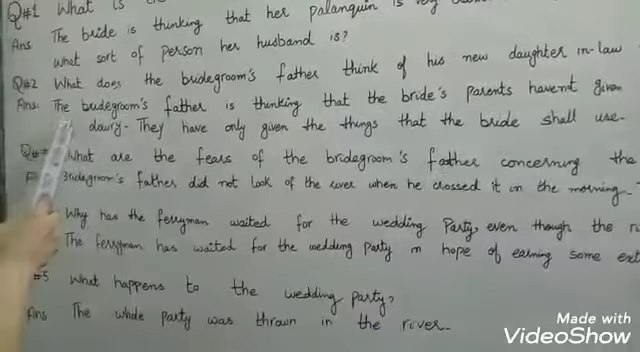 Q#1 What is
Ans The bride is thinking that her palanquin is very
what sort of person her husband is?
Q#2 What does the bridegroom's father think of his new daughter in-law
Ans: The bridegroom's father is thinking that the bride's parents havent given
dowry. They have only given the things that the bride shall use.
What are the fears of the bridegroom's father concerning the
Bridegroom's father did not look of the river when he crossed it in the morning.
Why has the ferryman waited for the wedding Party, even though the
The ferryman has waited for the wedding party in hope of earning some
#5 What happens to the wedding party?
Ans The whole party was thrown in the river.
Made with
VideoShow